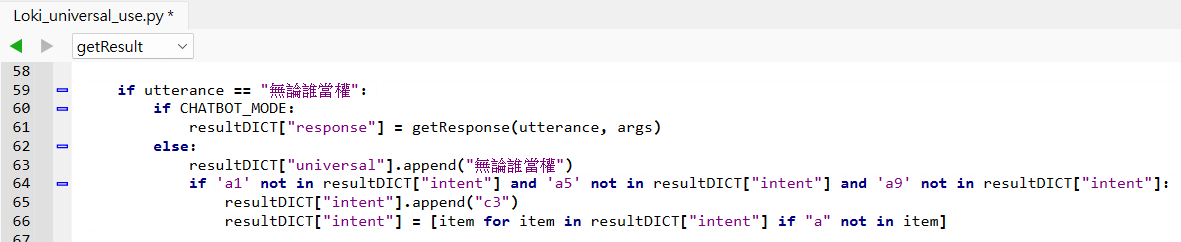 Loki_universal_use.py *
getResult
58
59 if utterance == "無論誰當權":
60 if CHATBOT_MODE:
61 resultDICT["response"] = getResponse(utterance, args)
62 else:
63 resultDICT["universal"].append("無論誰當權")
64 if 'a1' not in resultDICT["intent"] and 'a5' not in resultDICT["intent"] and 'a9' not in resultDICT["intent"]:
65 resultDICT["intent"].append("c3")
66 resultDICT["intent"] = [item for item in resultDICT["intent"] if "a" not in item]
67